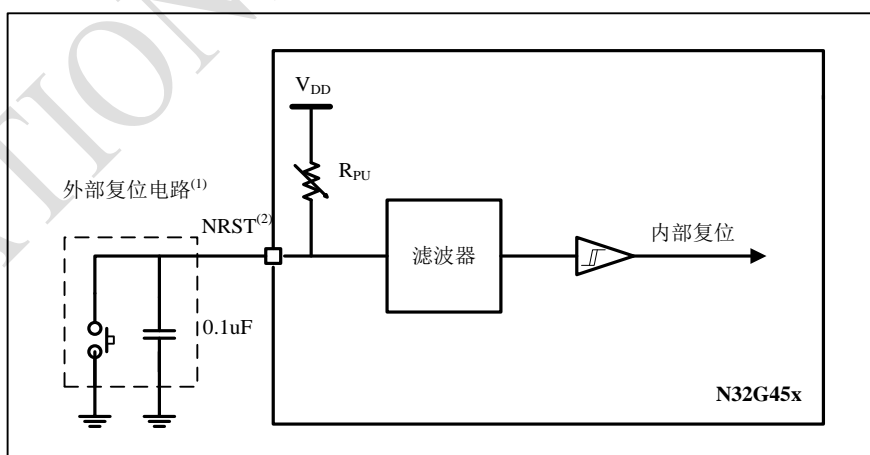 ATION
V_DD
R_PU
外部复位电路(1)
NRST(2)
滤波器
内部复位
0.1uF
N32G45x